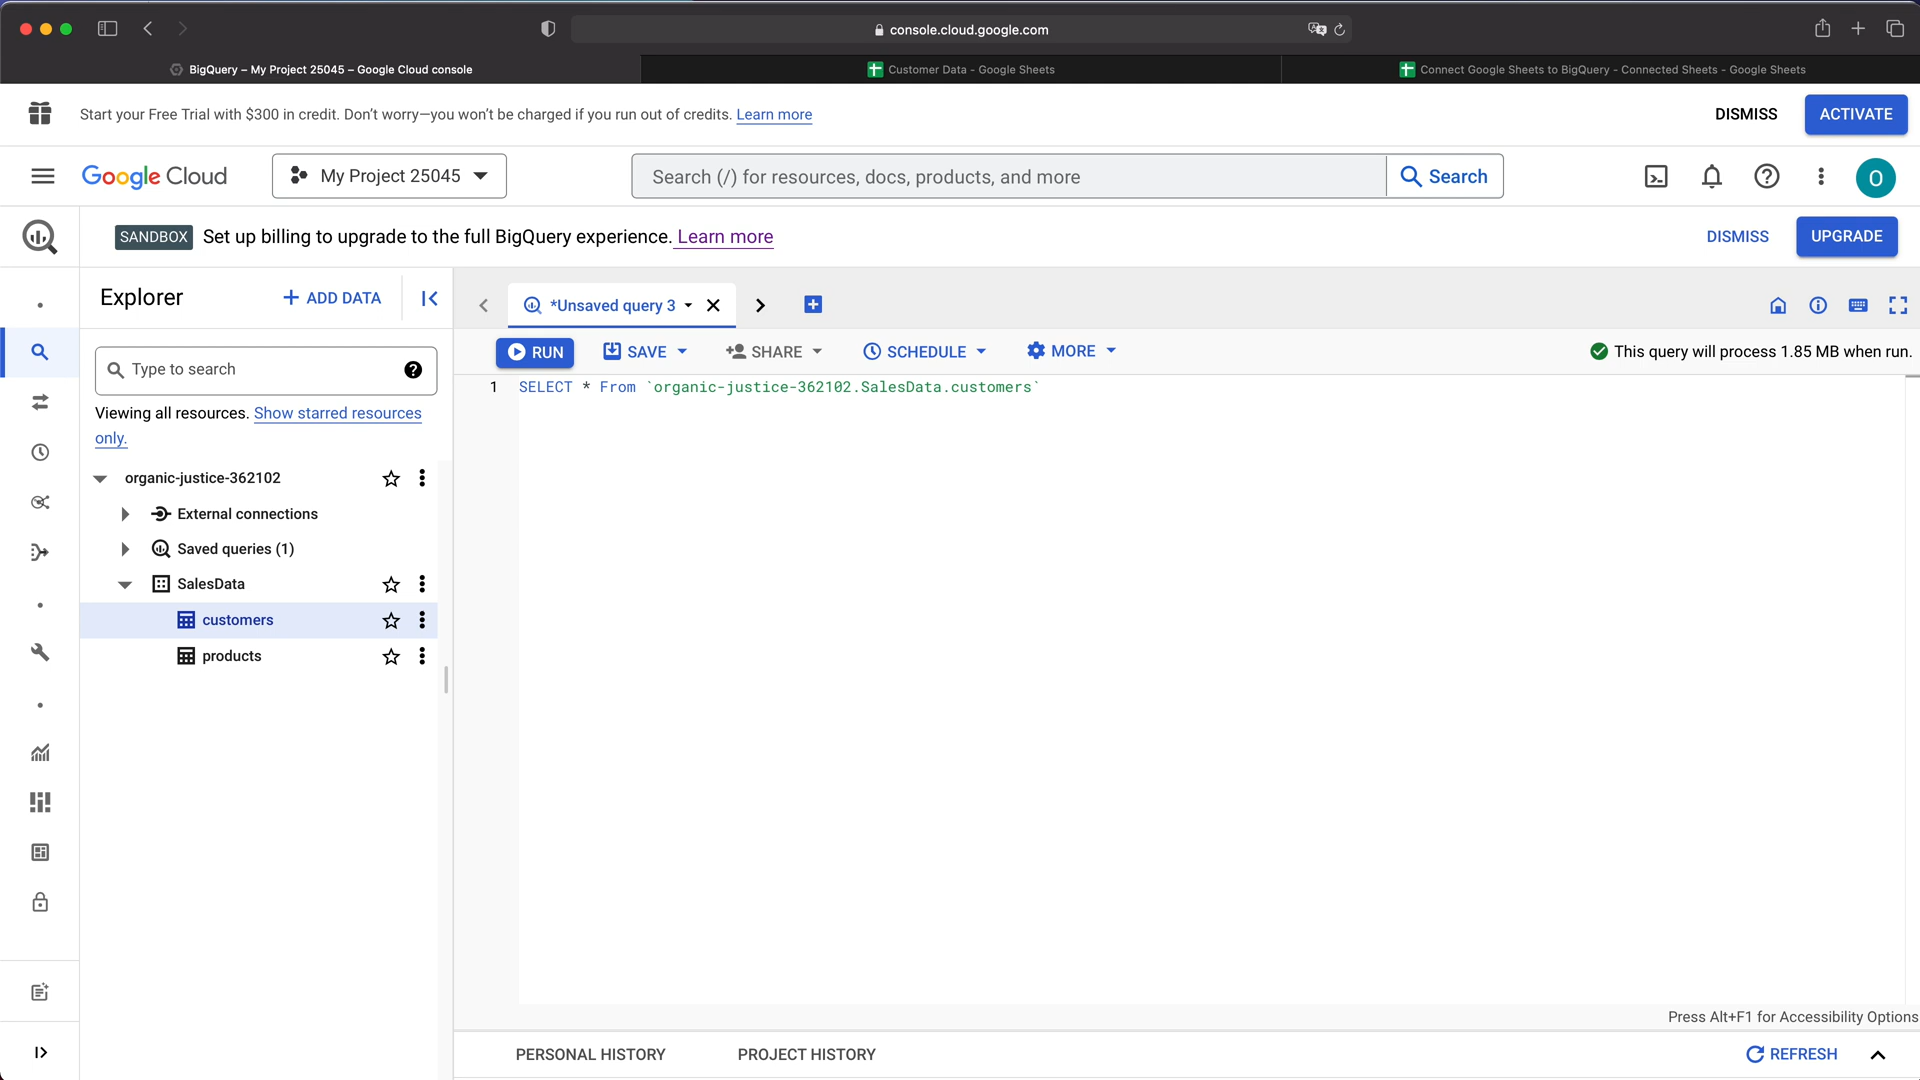 console.cloud.google.com
BigQuery – My Project 25045 – Google Cloud console
Customer Data - Google Sheets
Connect Google Sheets to BigQuery - Connected Sheets - Google Sheets
Start your Free Trial with $300 in credit. Don’t worry—you won’t be charged if you run out of credits. Learn more
DISMISS
ACTIVATE
Google Cloud
My Project 25045
Search (/) for resources, docs, products, and more
Search
O
SANDBOX Set up billing to upgrade to the full BigQuery experience. Learn more
DISMISS
UPGRADE
Explorer
+ ADD DATA
*Unsaved query 3
RUN
SAVE
SHARE
SCHEDULE
MORE
This query will process 1.85 MB when run.
Type to search
Viewing all resources. Show starred resources
only.
organic-justice-362102
External connections
Saved queries (1)
SalesData
customers
products
1 SELECT * From `organic-justice-362102.SalesData.customers`
Press Alt+F1 for Accessibility Options
PERSONAL HISTORY
PROJECT HISTORY
REFRESH